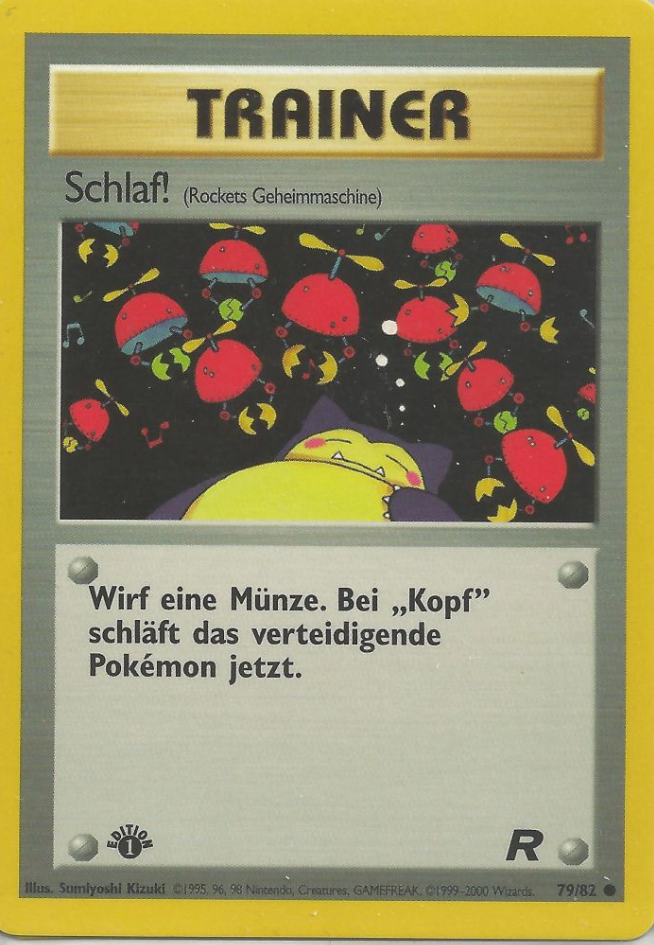 TRAINER
Schlaf! (Rockets Geheimmaschine)
Wirf eine Münze. Bei „Kopf”
schläft das verteidigende
Pokémon jetzt.
EDITION
1
R
Illus. Sumiyoshi Kizuki ©1995, 96, 98 Nintendo, Creatures, GAMEFREAK. ©1999-2000 Wizards. 79/82